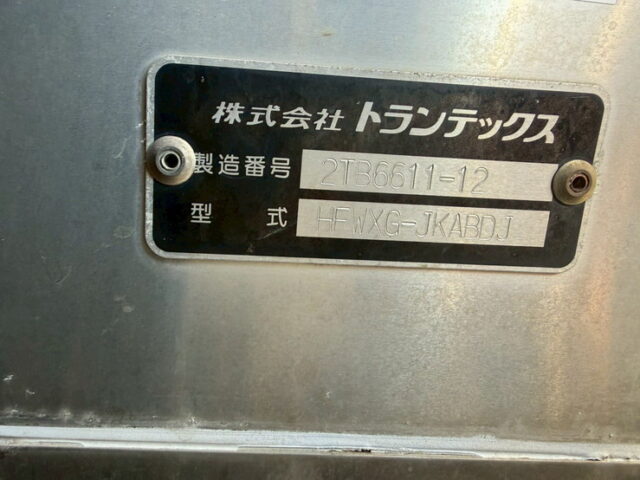 株式会社 トランテックス
製造番号 2TB6611-12
型 式 HFWXG-JKABDJ